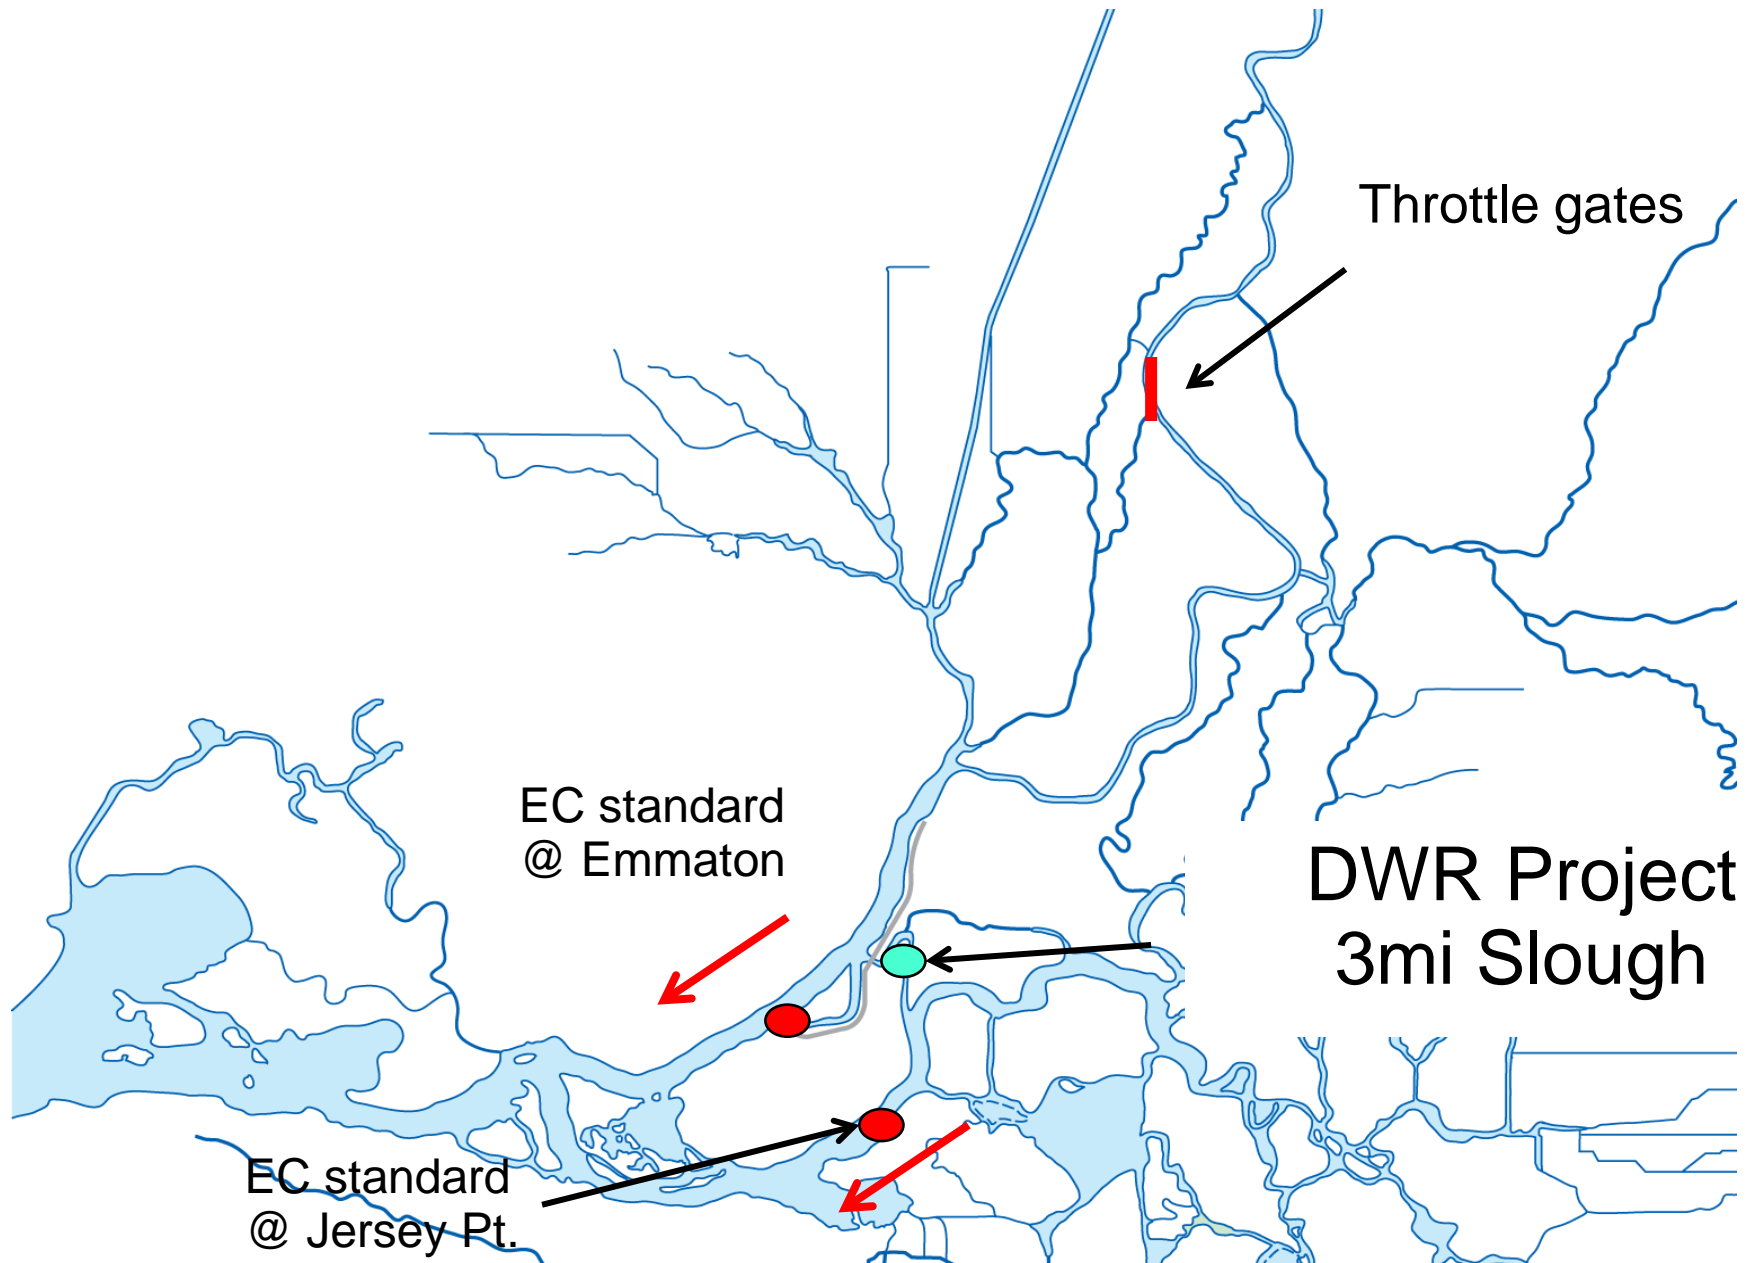 Throttle gates
EC standard
@ Emmaton
DWR Project
3mi Slough
EC standard
@ Jersey Pt.